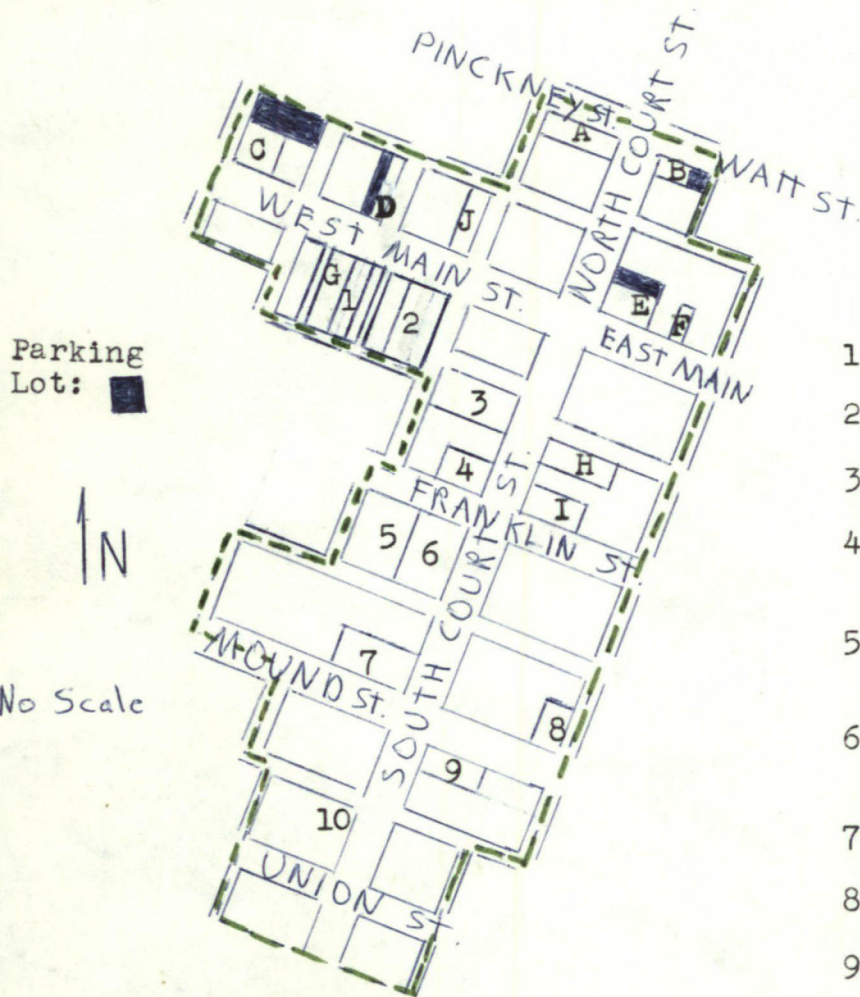 PINCKNEY ST.
NORTH COURT ST.
A
B
WATT ST.
C
D
J
WEST MAIN ST.
G
1
2
E
F
EAST MAIN
Parking
Lot:
3
4
H
I
FRANKLIN ST
N
5
6
SOUTH COURT ST.
7
MOUND St.
No Scale
8
9
10
UNION ST.
1
2
3
4
5
6
7
8
9